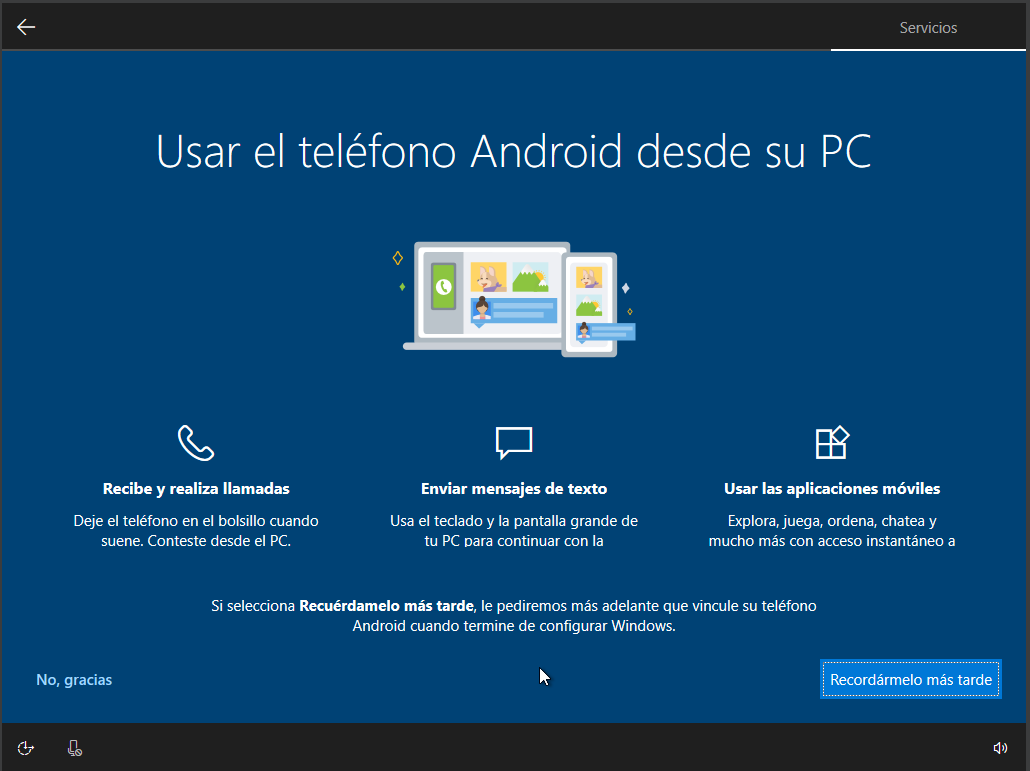 Servicios
Usar el teléfono Android desde su PC
Recibe y realiza llamadas
Deje el teléfono en el bolsillo cuando
suene. Conteste desde el PC.
Enviar mensajes de texto
Usa el teclado y la pantalla grande de
tu PC para continuar con la
Usar las aplicaciones móviles
Explora, juega, ordena, chatea y
mucho más con acceso instantáneo a
Si selecciona Recuérdamelo más tarde, le pediremos más adelante que vincule su teléfono
Android cuando termine de configurar Windows.
No, gracias
Recordármelo más tarde